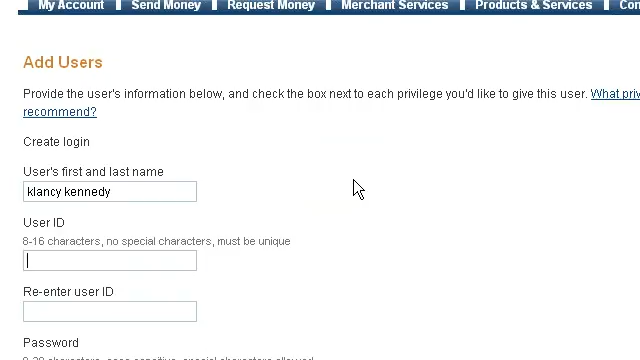 My Account Send Money Request Money Merchant Services Products & Services
Add Users
Provide the user's information below, and check the box next to each privilege you'd like to give this user. What
recommend?
Create login
User's first and last name
klancy kennedy
User ID
8-16 characters, no special characters, must be unique
Re-enter user ID
Password